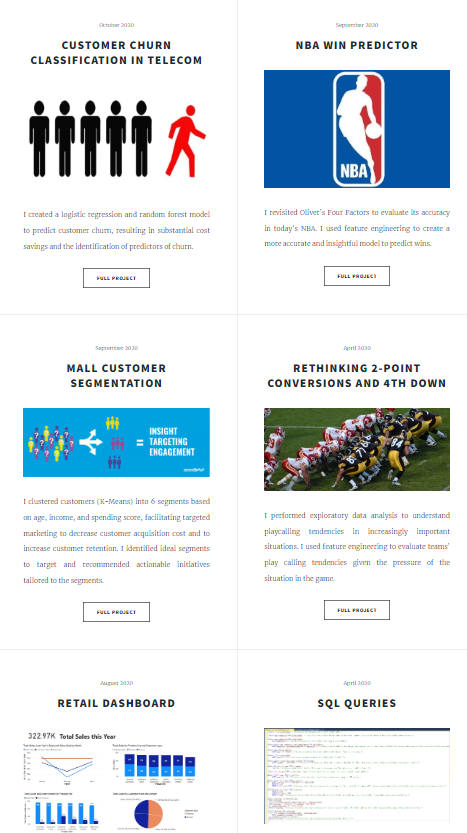 October 2020
CUSTOMER CHURN
CLASSIFICATION IN TELECOM
I created a logistic regression and random forest model
to predict customer churn, resulting in substantial cost
savings and the identification of predictors of churn.
FULL PROJECT
September 2020
NBA WIN PREDICTOR
NBA
I revisited Oliver's Four Factors to evaluate its accuracy
in today's NBA. I used feature engineering to create a
more accurate and insightful model to predict wins.
FULL PROJECT
September 2020
MALL CUSTOMER
SEGMENTATION
= INSIGHT
TARGETING
ENGAGEMENT
I clustered customers (K-Means) into 6 segments based
on age, income, and spending score, facilitating targeted
marketing to decrease customer acquisition cost and to
increase customer retention. I identified ideal segments
to target and recommended actionable initiatives
tailored to the segments.
FULL PROJECT
April 2020
RETHINKING 2-POINT
CONVERSIONS AND 4TH DOWN
I performed exploratory data analysis to understand
playcalling tendencies in increasingly important
situations. I used feature engineering to evaluate teams'
play calling tendencies given the pressure of the
situation in the game.
FULL PROJECT
August 2020
RETAIL DASHBOARD
322.97K Total Sales this Year
April 2020
SQL QUERIES